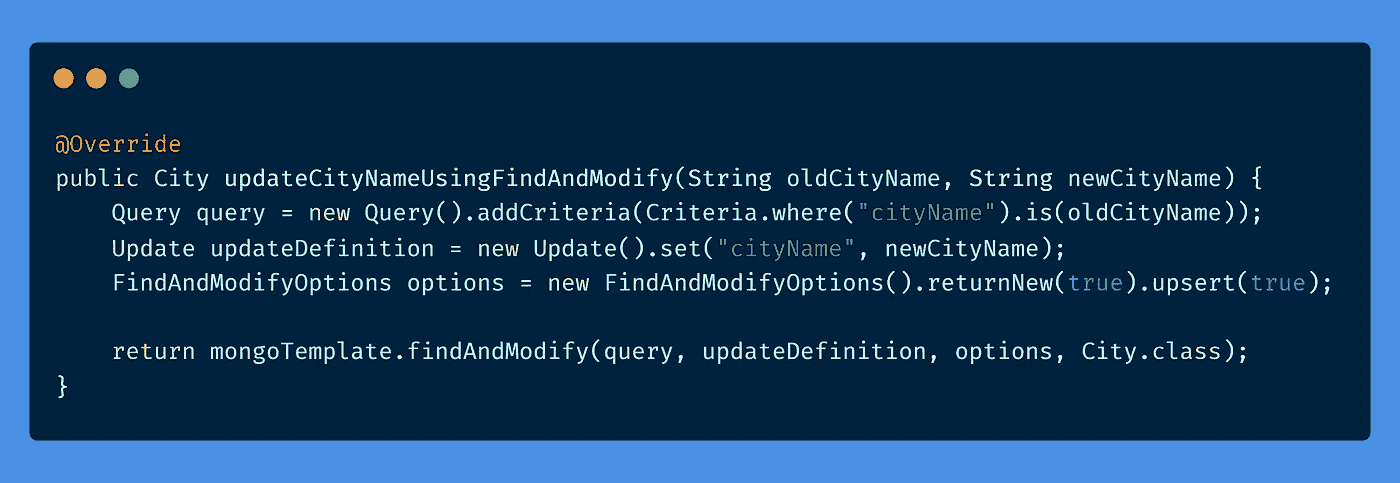 @Override
public City updateCityNameUsingFindAndModify(String oldCityName, String newCityName) {
    Query query = new Query().addCriteria(Criteria.where("cityName").is(oldCityName));
    Update updateDefinition = new Update().set("cityName", newCityName);
    FindAndModifyOptions options = new FindAndModifyOptions().returnNew(true).upsert(true);

    return mongoTemplate.findAndModify(query, updateDefinition, options, City.class);
}